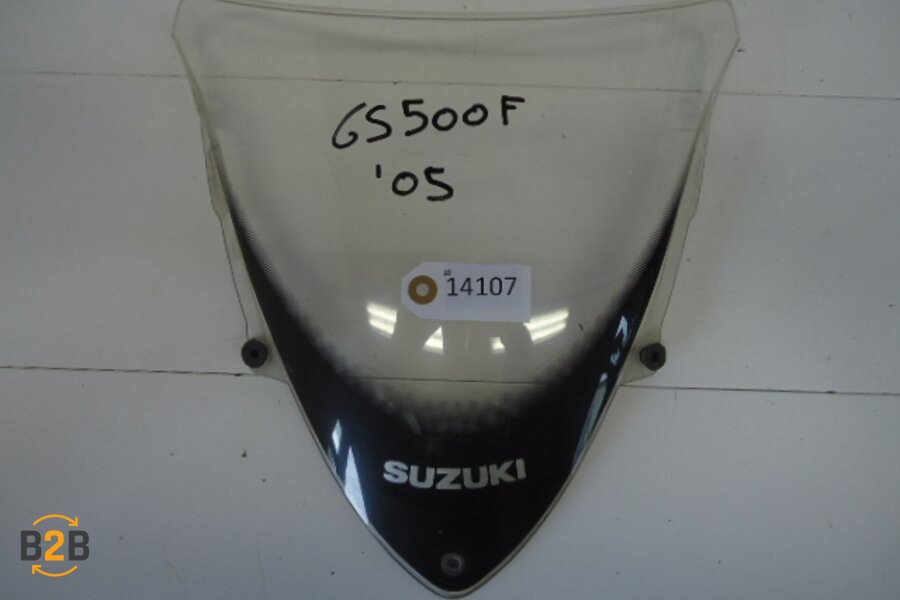 GS500F
'05
14107
SUZUKI
B2B